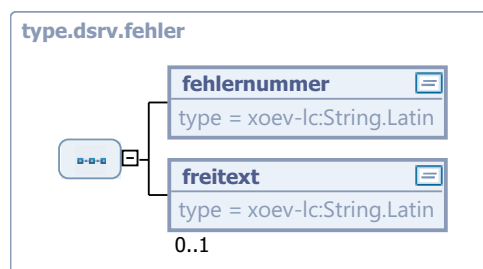 type.dsrv.fehler
fehlernummer
type = xoev-lc:String.Latin
freitext
type = xoev-lc:String.Latin
0..1